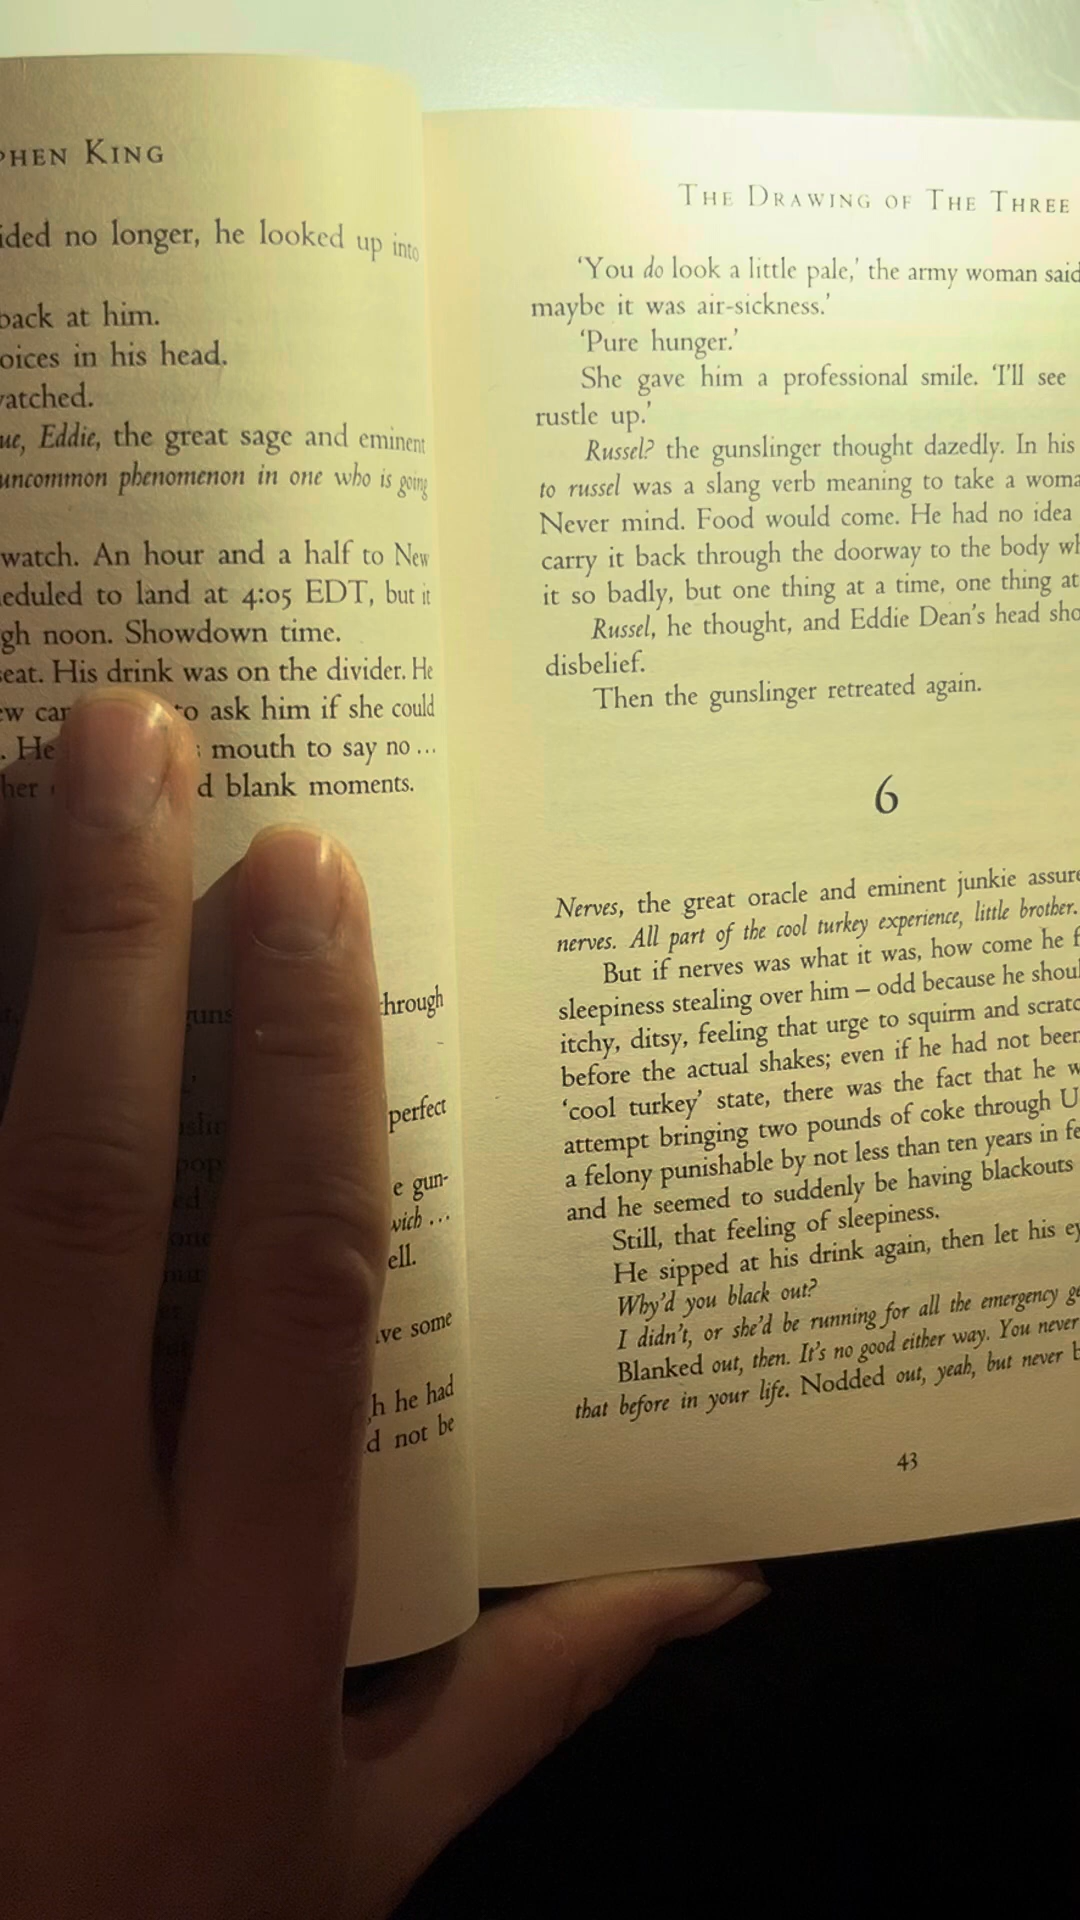 King
ided no longer, he looked up into
back at him.
oices in his head.
watched.
ue, Eddie, the great sage and eminent
uncommon phenomenon in one who is going
watch. An hour and a half to New
eduled to land at 4:05 EDT, but it
gh noon. Showdown time.
seat. His drink was on the divider. He
to ask him if she could
. He mouth to say no ...
her d blank moments.
through
perfect
e gun-
wich ...
ell.
ive some
h he had
d not be
The Drawing of The Three
'You do look a little pale,' the army woman said
maybe it was air-sickness.'
'Pure hunger.'
She gave him a professional smile. 'I'll see
rustle up.'
Russel? the gunslinger thought dazedly. In his
to russel was a slang verb meaning to take a woma
Never mind. Food would come. He had no idea
carry it back through the doorway to the body wh
it so badly, but one thing at a time, one thing at
Russel, he thought, and Eddie Dean's head sho
disbelief.
Then the gunslinger retreated again.
6
Nerves, the great oracle and eminent junkie assure
nerves. All part of the cool turkey experience, little brother.
But if nerves was what it was, how come he f
sleepiness stealing over him – odd because he shoul
itchy, ditsy, feeling that urge to squirm and scratc
before the actual shakes; even if he had not been
'cool turkey' state, there was the fact that he w
attempt bringing two pounds of coke through U
a felony punishable by not less than ten years in fe
and he seemed to suddenly be having blackouts
Still, that feeling of sleepiness.
He sipped at his drink again, then let his ey
Why'd you black out?
I didn't, or she'd be running for all the emergency ge
Blanked out, then. It's no good either way. You never
that before in your life. Nodded out, yeah, but never b
43